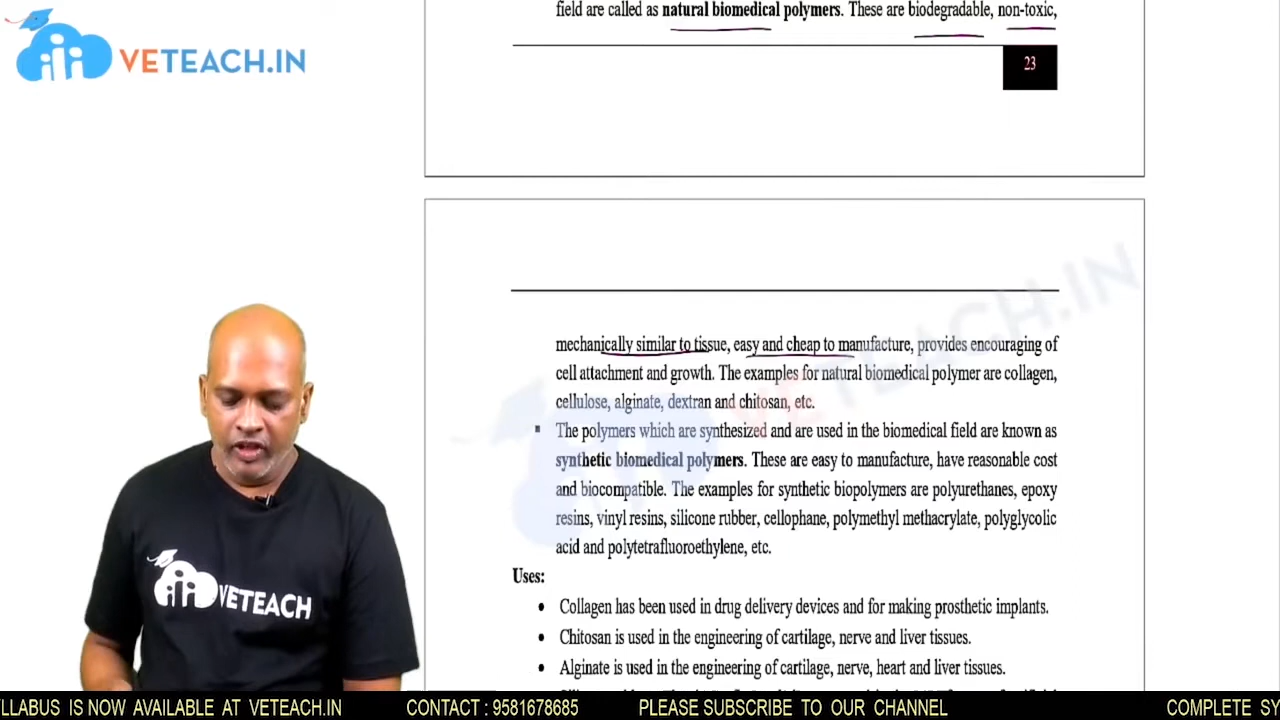 field are called as natural biomedical polymers. These are biodegradable, non-toxic,
VETEACH.IN
23
VETEACH.IN
mechanically similar to tissue, easy and cheap to manufacture, provides encouraging of
cell attachment and growth. The examples for natural biomedical polymer are collagen,
cellulose, alginate, dextran and chitosan, etc.
▪ The polymers which are synthesized and are used in the biomedical field are known as
synthetic biomedical polymers. These are easy to manufacture, have reasonable cost
and biocompatible. The examples for synthetic biopolymers are polyurethanes, epoxy
resins, vinyl resins, silicone rubber, cellophane, polymethyl methacrylate, polyglycolic
acid and polytetrafluoroethylene, etc.
Uses:
• Collagen has been used in drug delivery devices and for making prosthetic implants.
• Chitosan is used in the engineering of cartilage, nerve and liver tissues.
• Alginate is used in the engineering of cartilage, nerve, heart and liver tissues.
VETEACH
LLABUS IS NOW AVAILABLE AT VETEACH.IN CONTACT : 9581678685 PLEASE SUBSCRIBE TO OUR CHANNEL COMPLETE SY